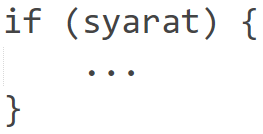 if (syarat) {
    ...
}